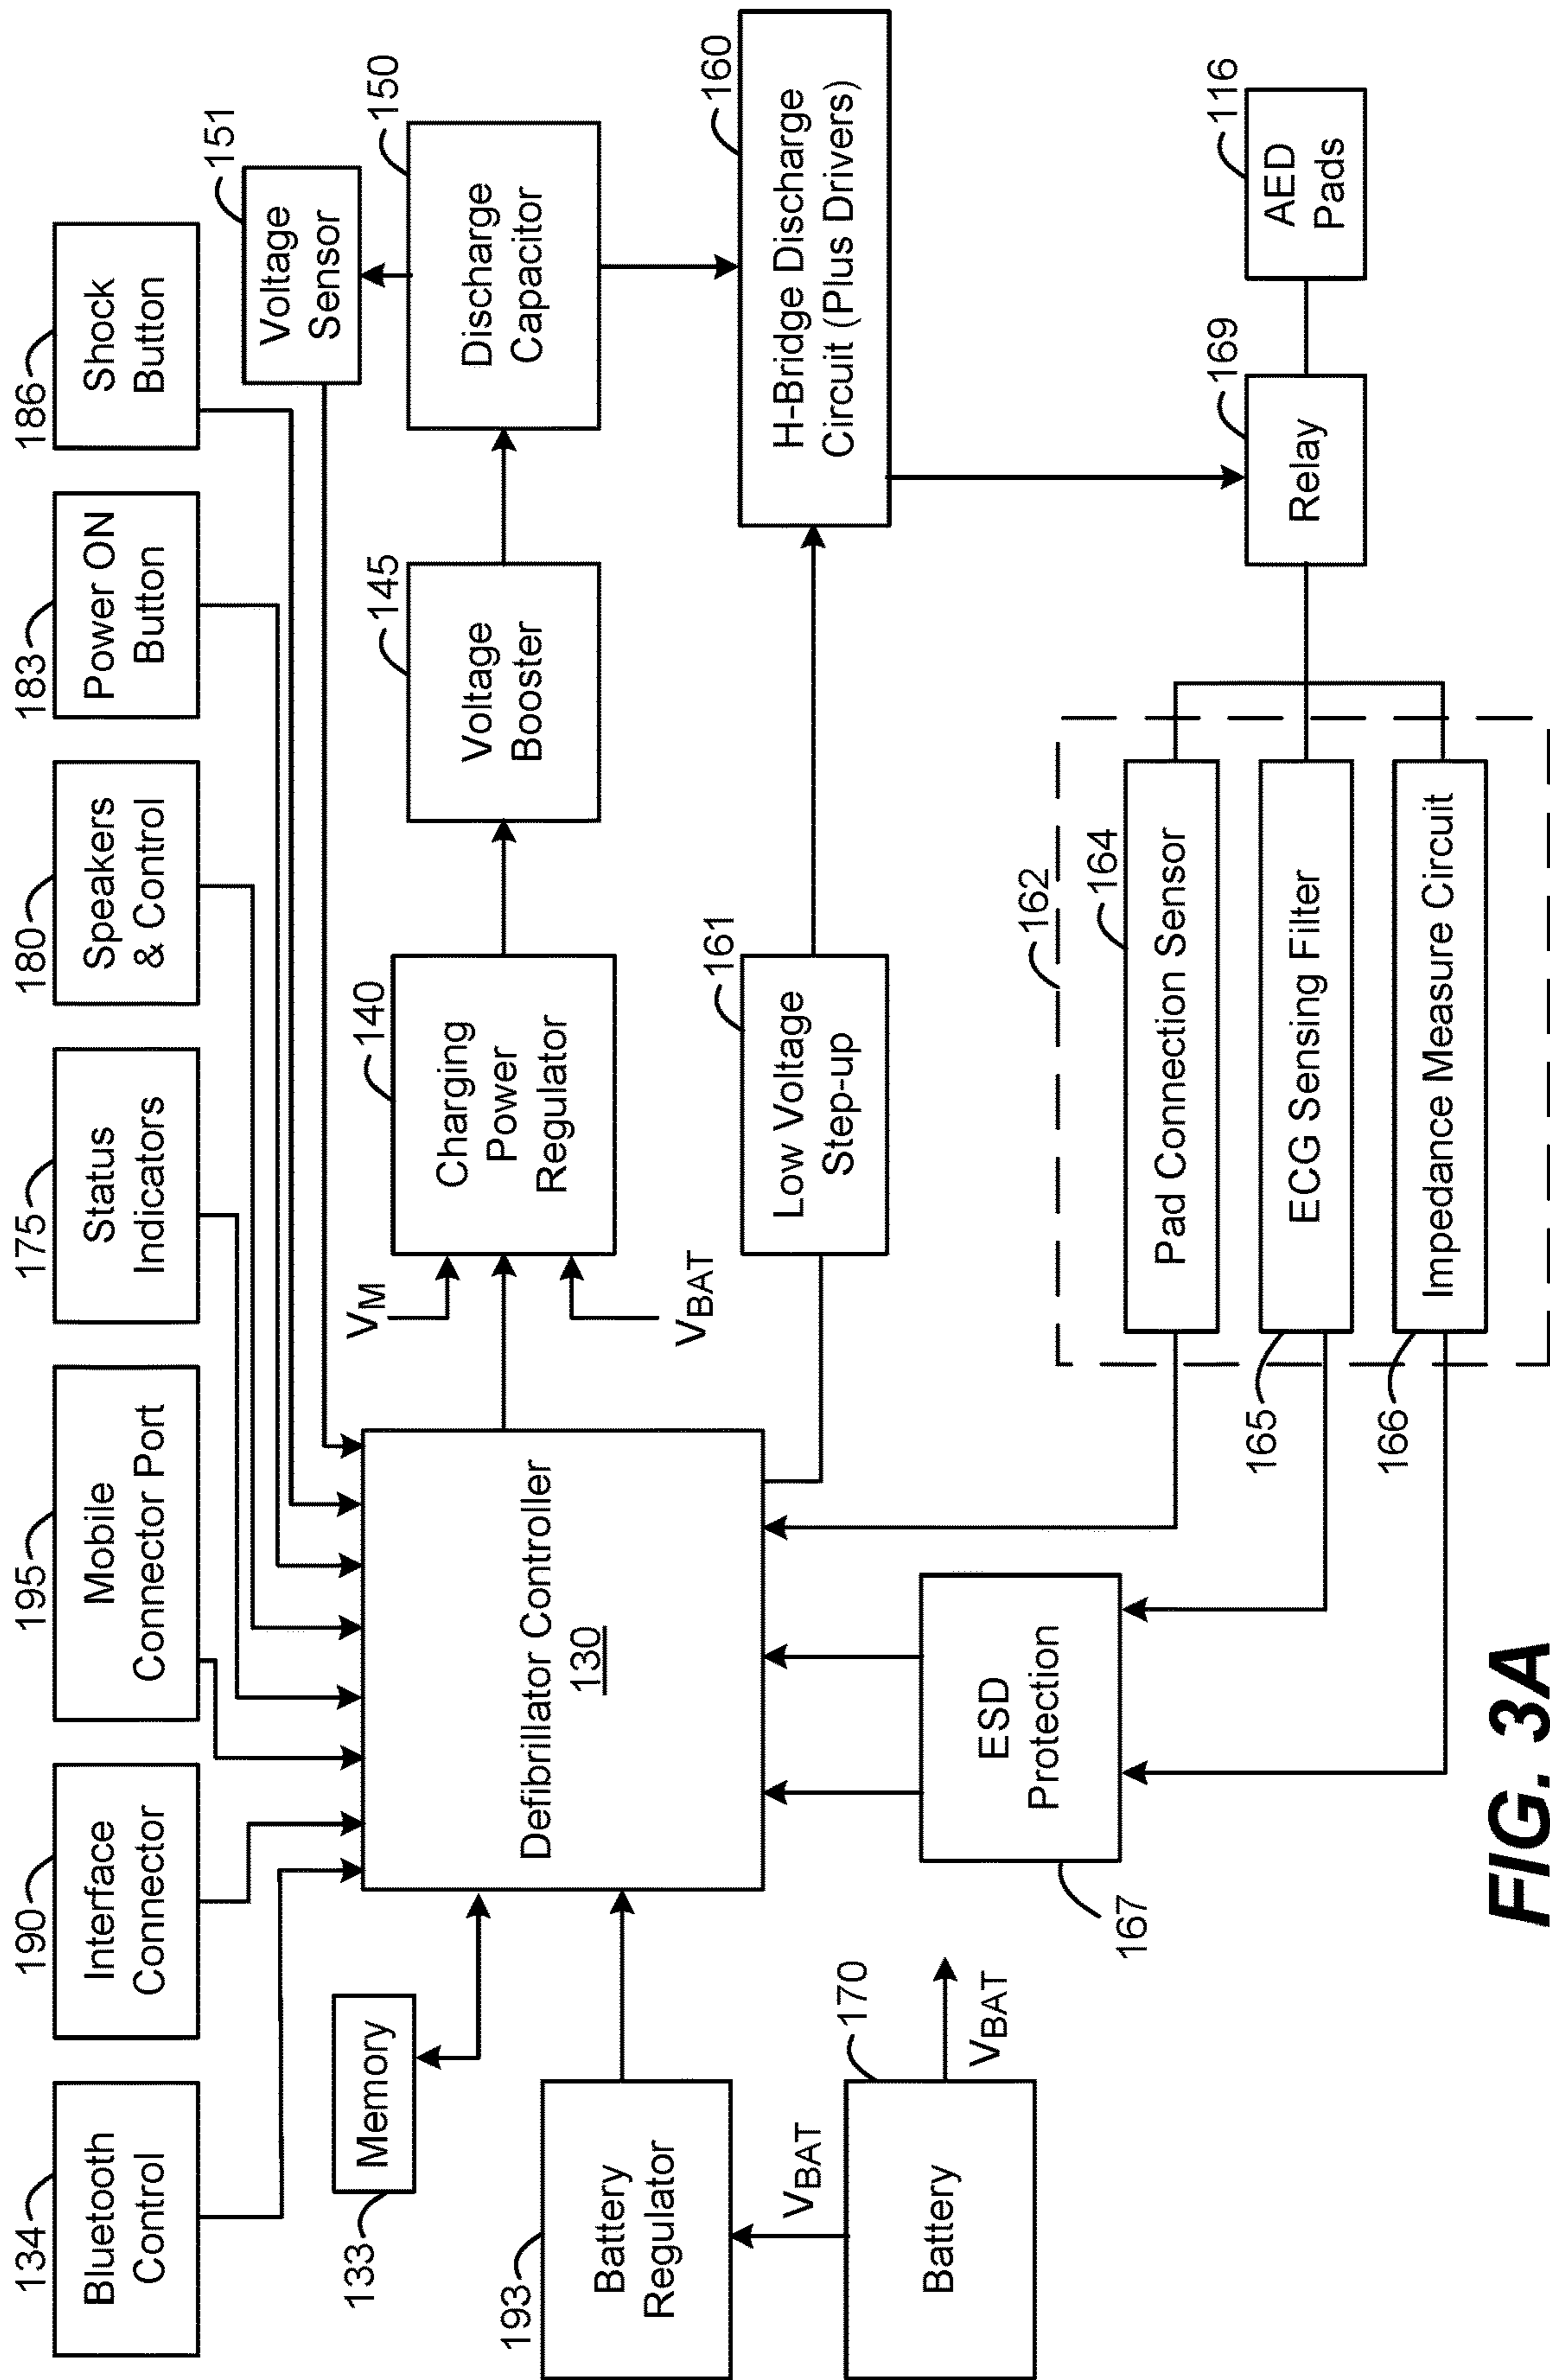 134
Bluetooth
Control
190
Interface
Connector
195
Mobile
Connector Port
175
Status
Indicators
180
Speakers
& Control
183
Power ON
Button
186
Shock
Button
151
Voltage
Sensor
133
Memory
Defibrillator Controller
130
VM
VBAT
140
Charging
Power
Regulator
145
Voltage
Booster
150
Discharge
Capacitor
193
Battery
Regulator
VBAT
170
Battery
VBAT
161
Low Voltage
Step-up
160
H-Bridge Discharge
Circuit (Plus Drivers)
167
ESD
Protection
162
164
Pad Connection Sensor
165
ECG Sensing Filter
166
Impedance Measure Circuit
169
Relay
116
AED
Pads
FIG. 3A